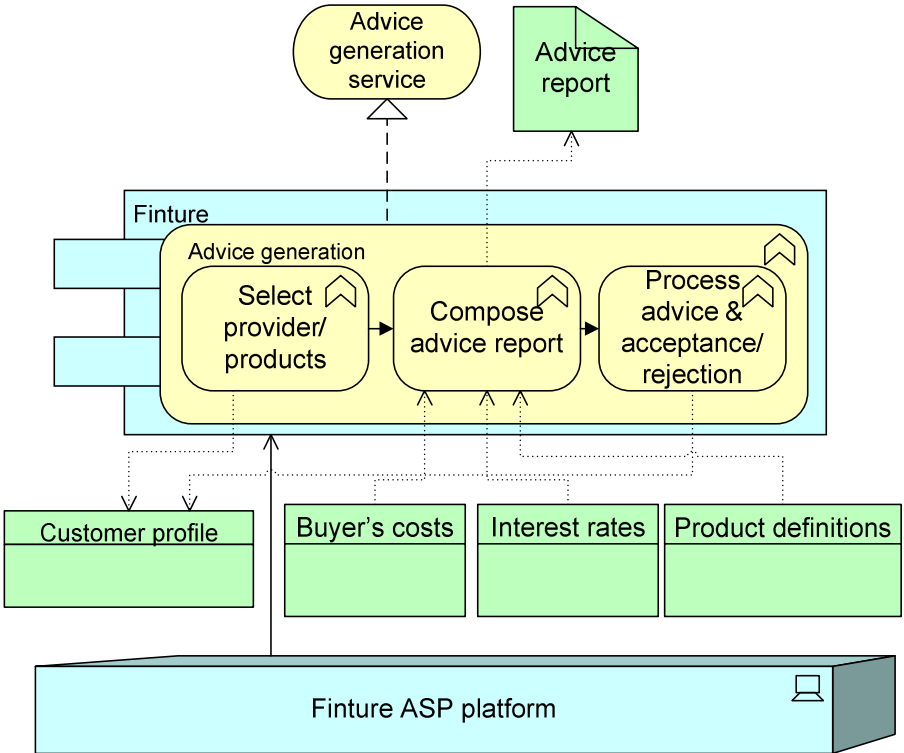 Advice
generation
service
Advice
report
Finture
Advice generation
Select
provider/
products
Compose
advice report
Process
advice &
acceptance/
rejection
Customer profile
Buyer's costs
Interest rates
Product definitions
Finture ASP platform